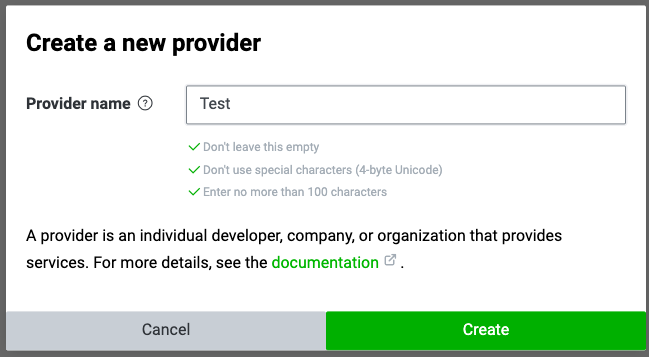 Create a new provider
Provider name ?
Test
Don't leave this empty
Don't use special characters (4-byte Unicode)
Enter no more than 100 characters
A provider is an individual developer, company, or organization that provides
services. For more details, see the documentation .
Cancel
Create